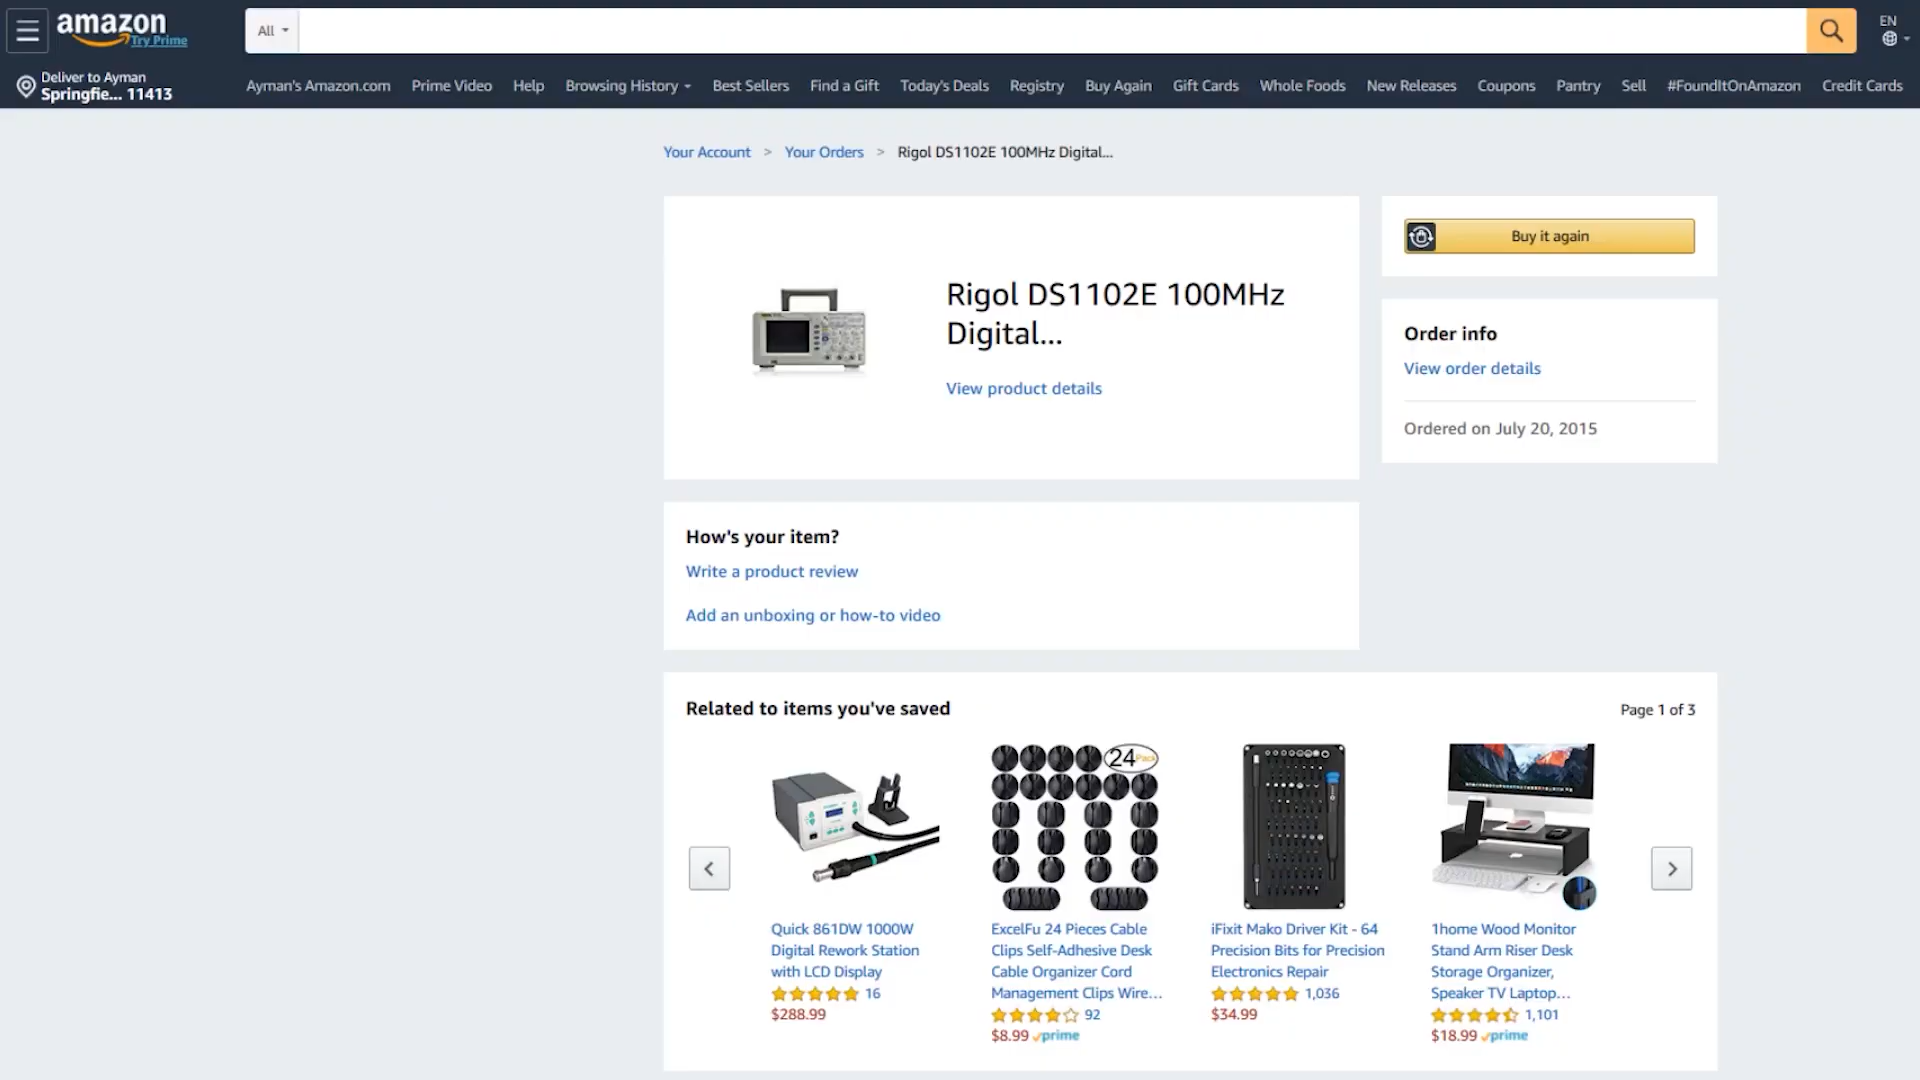 amazon
Try Prime
All
EN
Deliver to Ayman
Springfie... 11413
Ayman's Amazon.com Prime Video Help Browsing History Best Sellers Find a Gift Today's Deals Registry Buy Again Gift Cards Whole Foods New Releases Coupons Pantry Sell #FoundItOnAmazon Credit Cards
Your Account > Your Orders > Rigol DS1102E 100MHz Digital...
Rigol DS1102E 100MHz
Digital...
View product details
Buy it again
Order info
View order details
Ordered on July 20, 2015
How's your item?
Write a product review
Add an unboxing or how-to video
Related to items you've saved
Page 1 of 3
24 Pack
Quick 861DW 1000W
Digital Rework Station
with LCD Display
16
$288.99
ExcelFu 24 Pieces Cable
Clips Self-Adhesive Desk
Cable Organizer Cord
Management Clips Wire...
92
$8.99 prime
iFixit Mako Driver Kit - 64
Precision Bits for Precision
Electronics Repair
1,036
$34.99
1home Wood Monitor
Stand Arm Riser Desk
Storage Organizer,
Speaker TV Laptop...
1,101
$18.99 prime